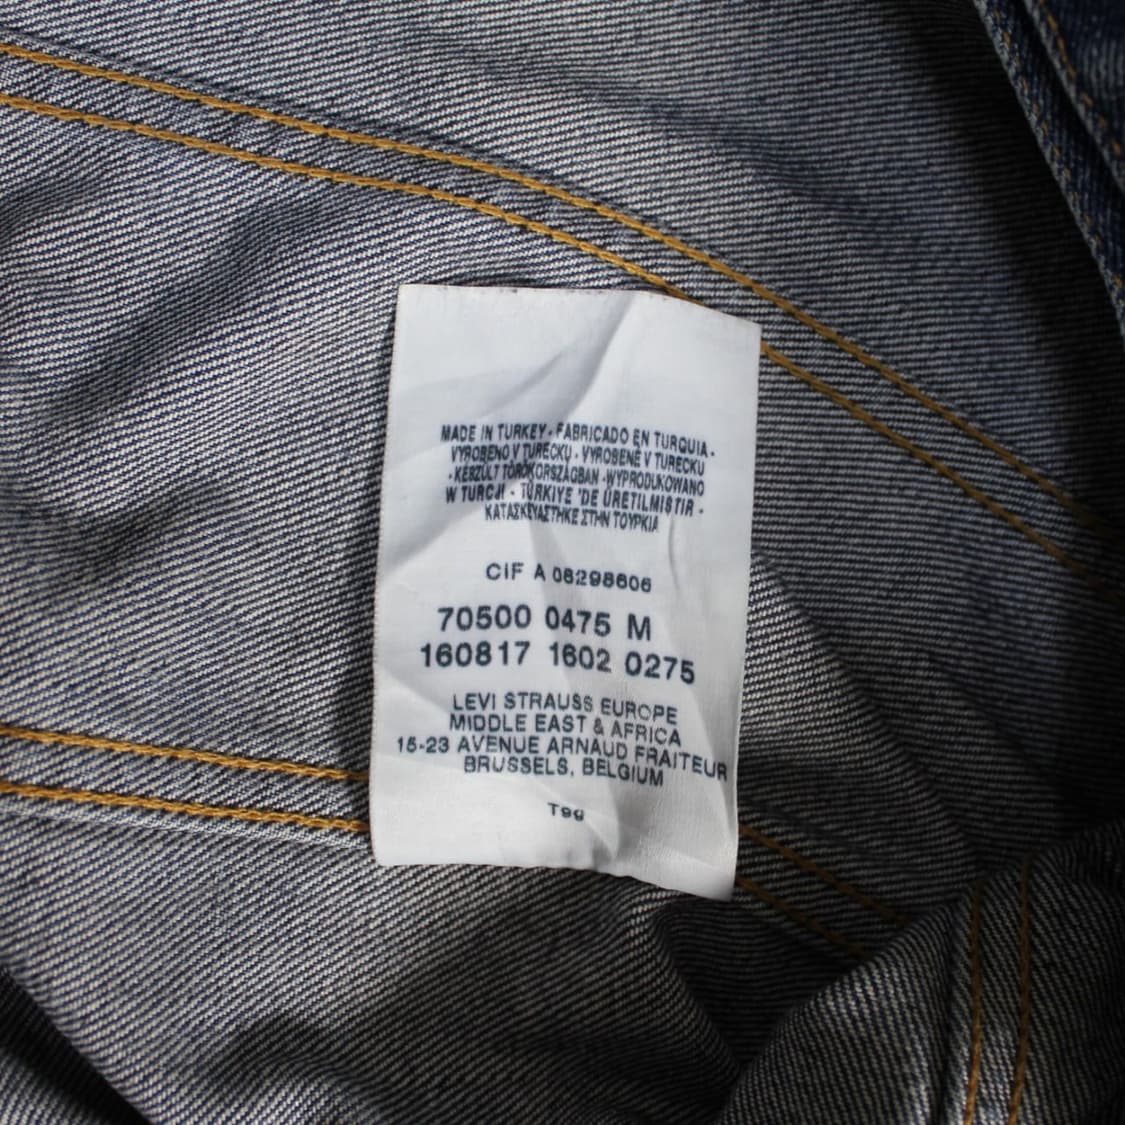 MADE IN TURKEY - FABRICADO EN TURQUIA -
VYROBENO V TURECKU - VYROBENÉ V TURECKU
- KÉSZÜLT TÖRÖKORSZÁGBAN - WYPRODUKOWANO
W TURCJI - TÜRKIYE 'DE ÜRETILMISTIR -
ΚΑΤΑΣΚΕΥΑΣΤΗΚΕ ΣΤΗΝ ΤΟΥΡΚΙΑ
CIF A 08298606
70500 0475 M
160817 1602 0275
LEVI STRAUSS EUROPE
MIDDLE EAST & AFRICA
15-23 AVENUE ARNAUD FRAITEUR
BRUSSELS, BELGIUM